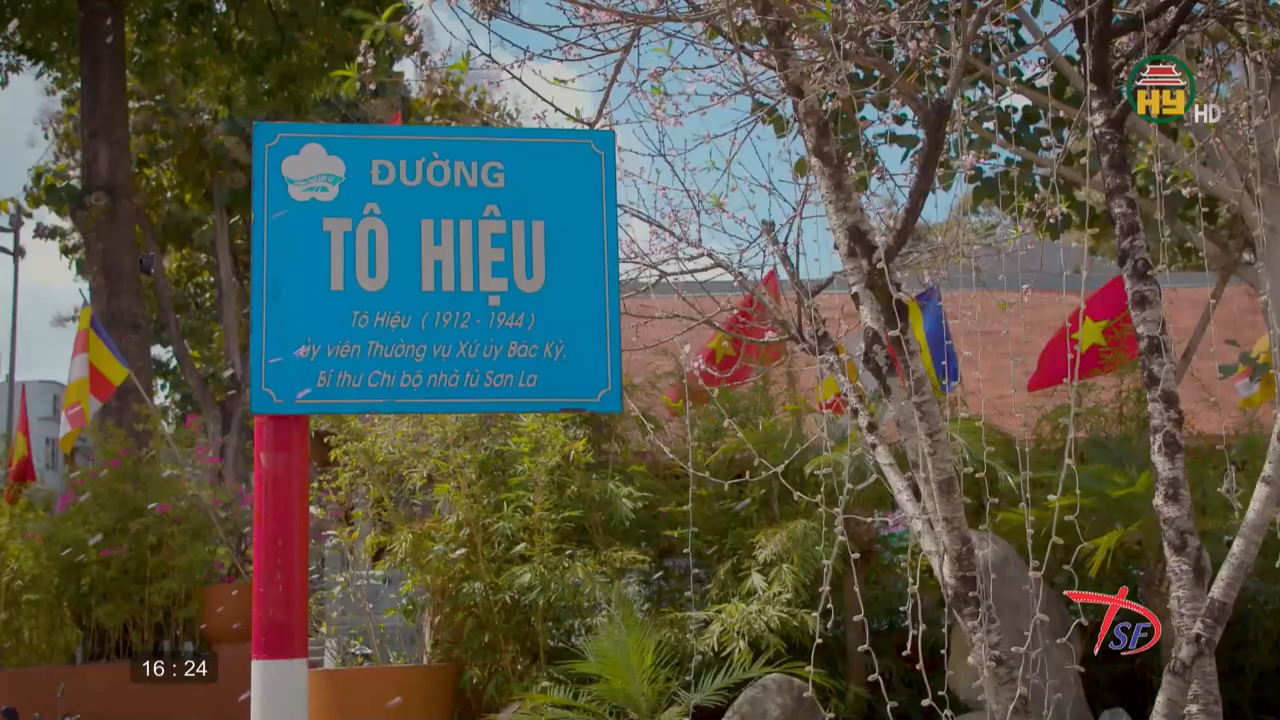 ĐƯỜNG
TÔ HIỆU
Tô Hiệu ( 1912 - 1944 )
ủy viên Thường vụ Xứ ủy Bắc Kỳ,
Bí thư Chi bộ nhà tù Sơn La
HY HD
TSF
16 : 24